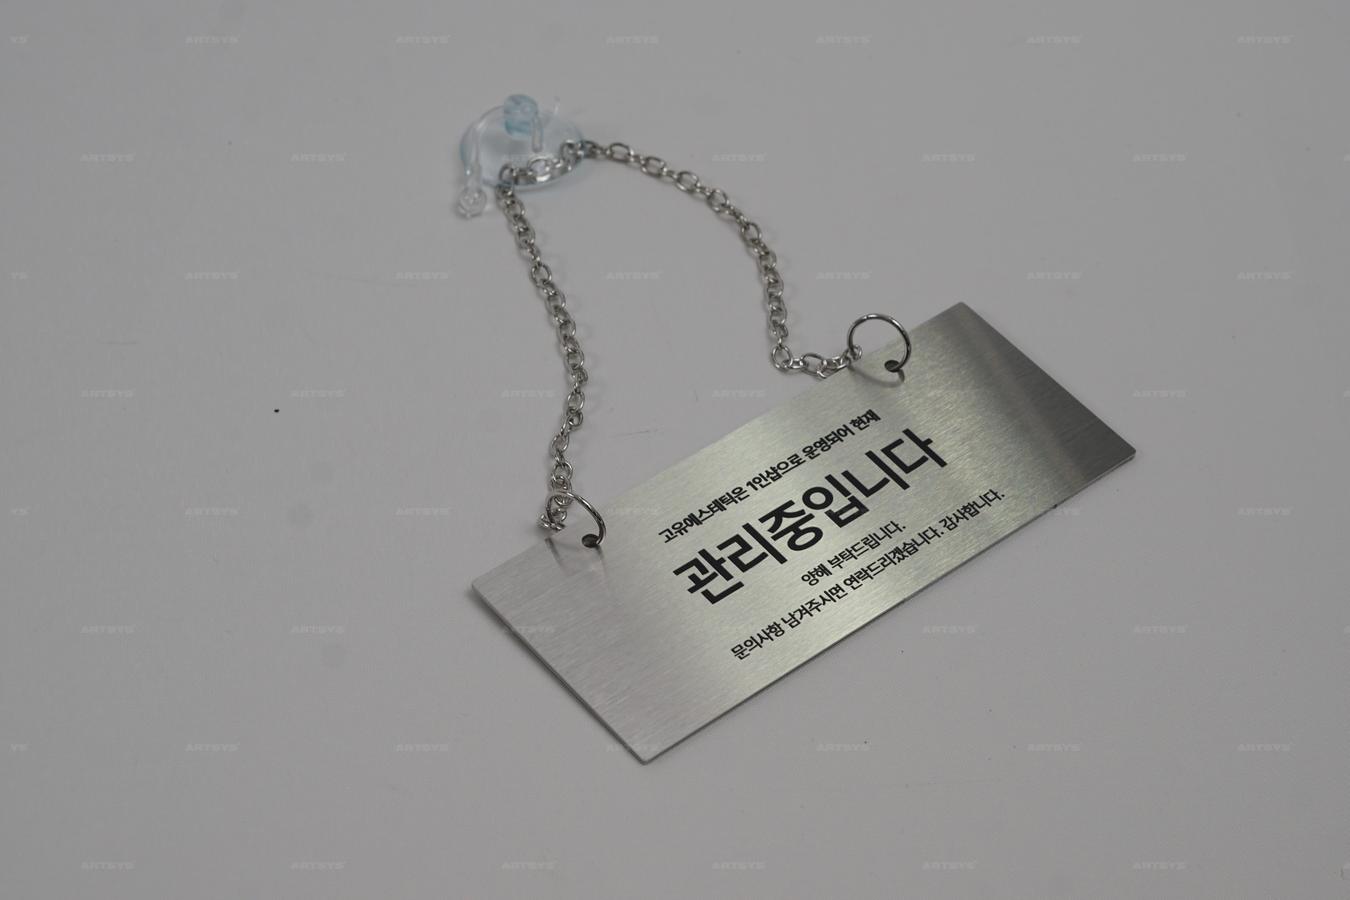 고유에스테틱은 1인샵으로 운영되어 현재
관리중입니다
양해 부탁드립니다.
문의사항 남겨주시면 연락드리겠습니다. 감사합니다.
ARTSYS